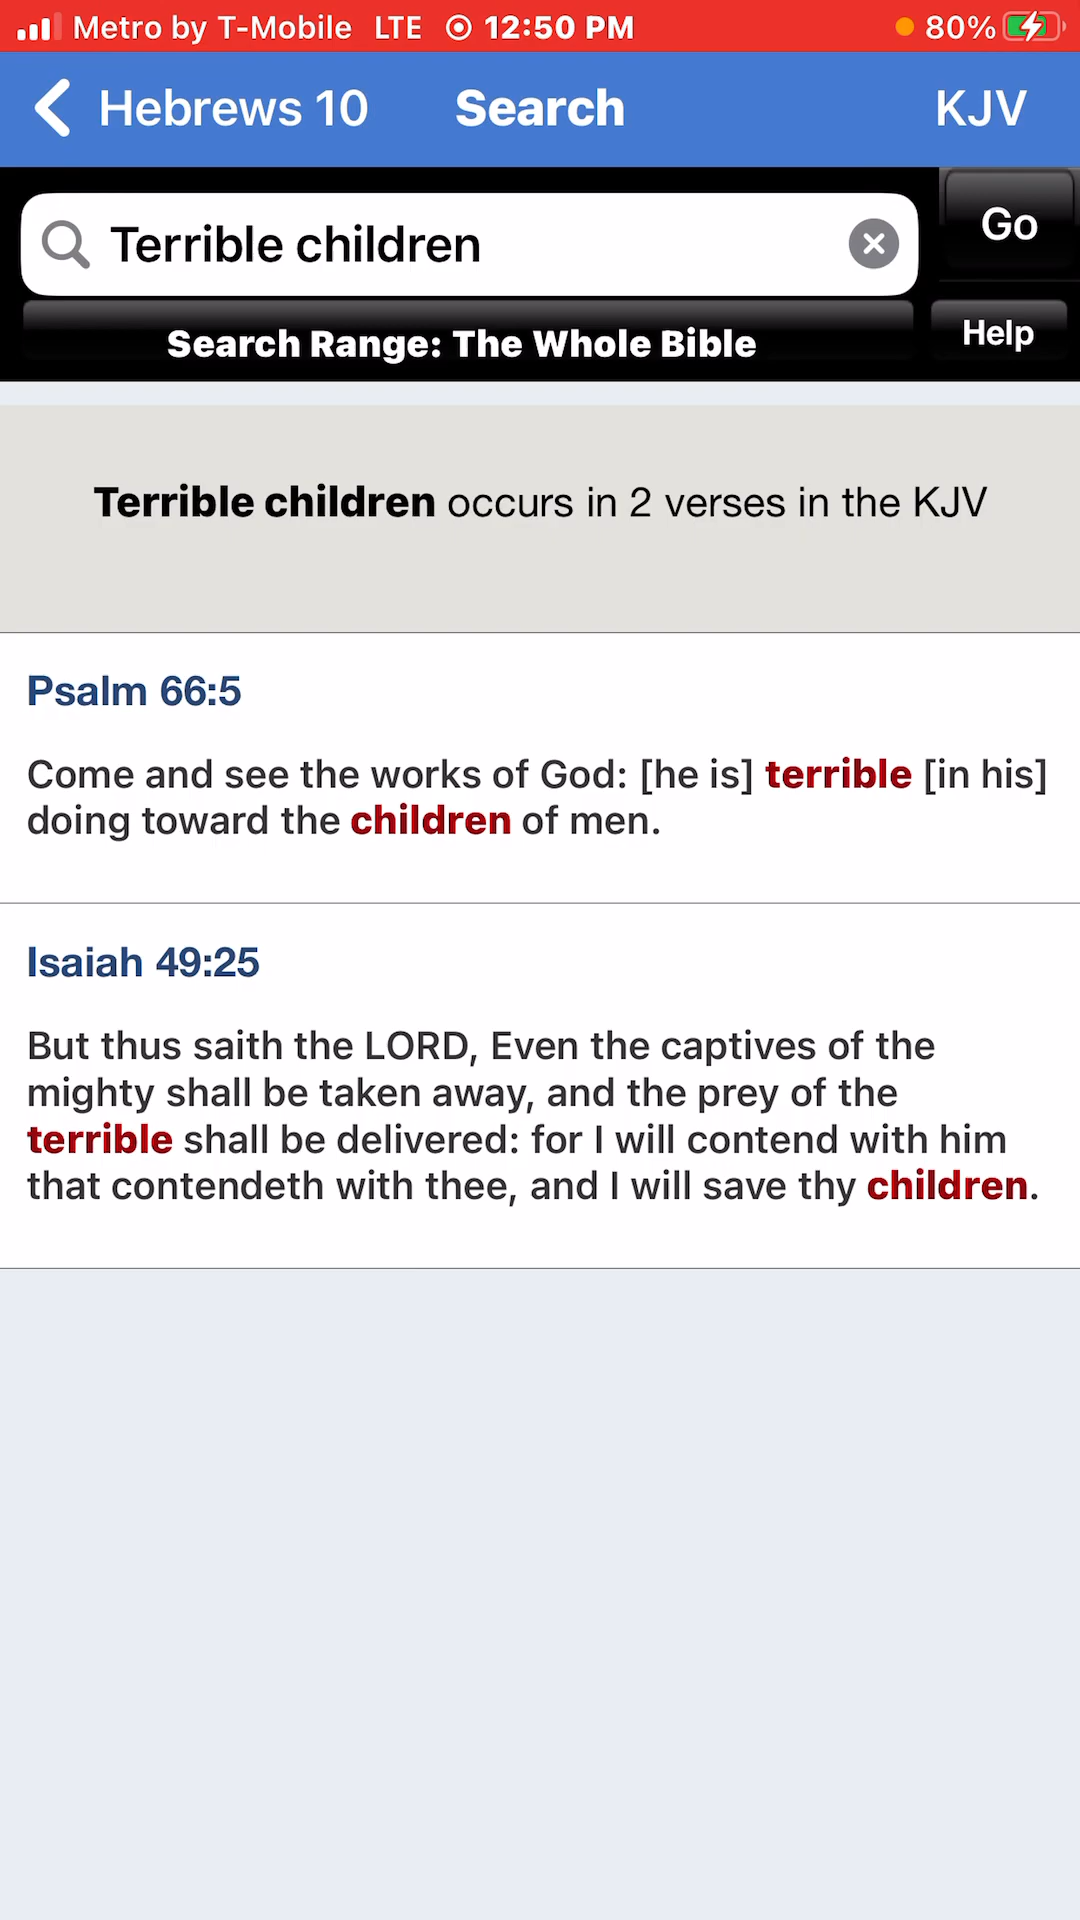 Metro by T-Mobile LTE 12:50 PM 80%
Hebrews 10 Search KJV
Terrible children Go
Search Range: The Whole Bible Help
Terrible children occurs in 2 verses in the KJV
Psalm 66:5
Come and see the works of God: [he is] terrible [in his]
doing toward the children of men.
Isaiah 49:25
But thus saith the LORD, Even the captives of the
mighty shall be taken away, and the prey of the
terrible shall be delivered: for I will contend with him
that contendeth with thee, and I will save thy children.